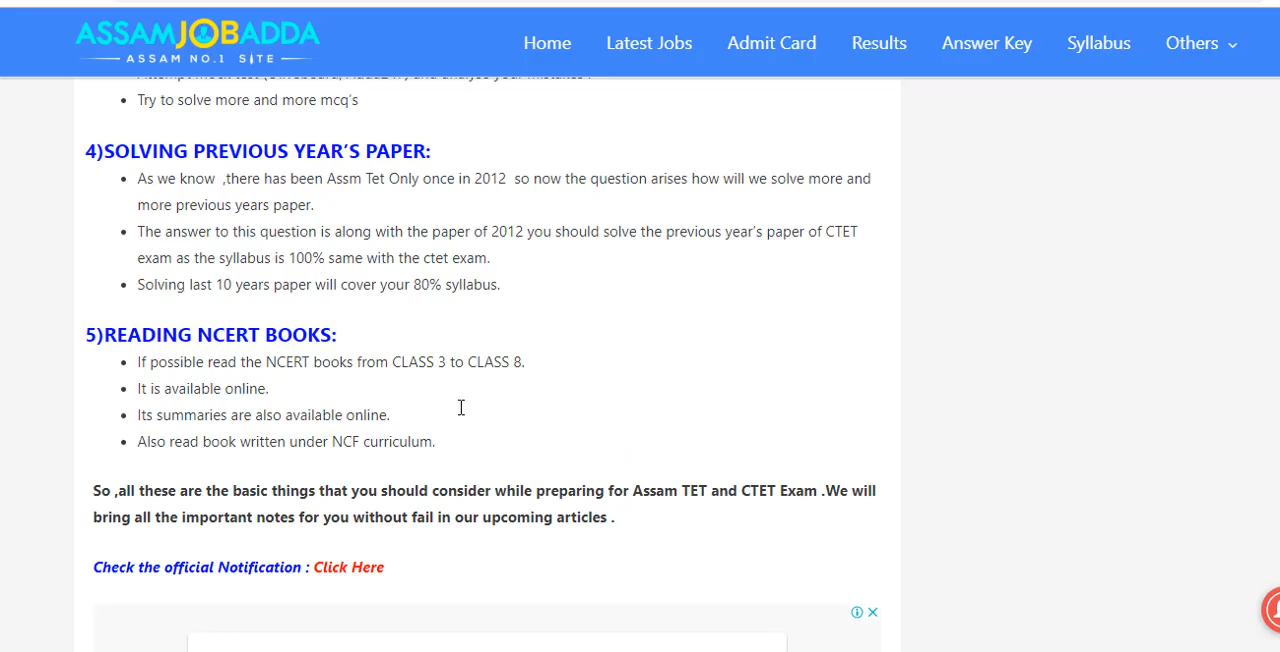 ASSAMJOBADDA
ASSAM NO.1 SITE
Home Latest Jobs Admit Card Results Answer Key Syllabus Others
Try to solve more and more mcq's
4)SOLVING PREVIOUS YEAR'S PAPER:
As we know ,there has been Assm Tet Only once in 2012 so now the question arises how will we solve more and
more previous years paper.
The answer to this question is along with the paper of 2012 you should solve the previous year's paper of CTET
exam as the syllabus is 100% same with the ctet exam.
Solving last 10 years paper will cover your 80% syllabus.
5)READING NCERT BOOKS:
If possible read the NCERT books from CLASS 3 to CLASS 8.
It is available online.
Its summaries are also available online.
Also read book written under NCF curriculum.
So ,all these are the basic things that you should consider while preparing for Assam TET and CTET Exam .We will
bring all the important notes for you without fail in our upcoming articles .
Check the official Notification : Click Here